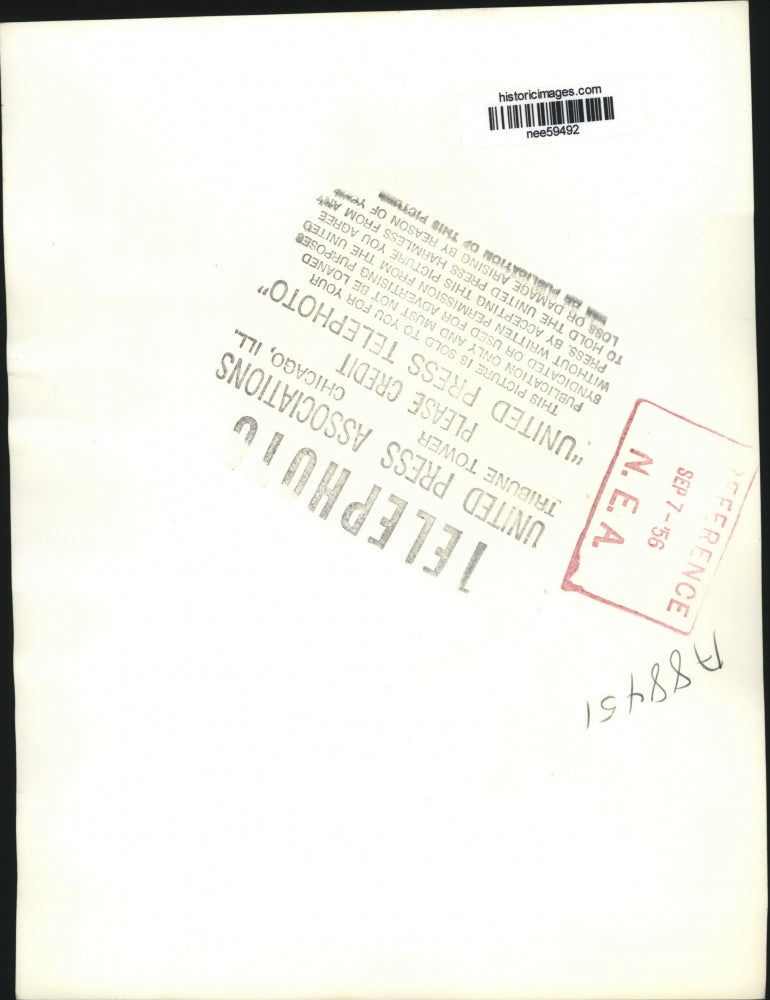 historicimages.com
nee59492
TELEPHOTO
UNITED PRESS ASSOCIATIONS
TRIBUNE TOWER CHICAGO, ILL.
PLEASE CREDIT
"UNITED PRESS TELEPHOTO"
THIS PICTURE IS SOLD TO YOU FOR YOUR
PUBLICATION ONLY AND MUST NOT BE LOANED
SYNDICATED OR USED FOR ADVERTISING PURPOSES
WITHOUT WRITTEN PERMISSION FROM THE UNITED
PRESS. BY ACCEPTING THIS PICTURE YOU AGREE
TO HOLD THE UNITED PRESS HARMLESS FROM ANY
LOSS OR DAMAGE ARISING BY REASON OF YOUR
PUBLICATION OF THIS PICTURE
REFERENCE
SEP 7 - '56
N. E. A.
A88451